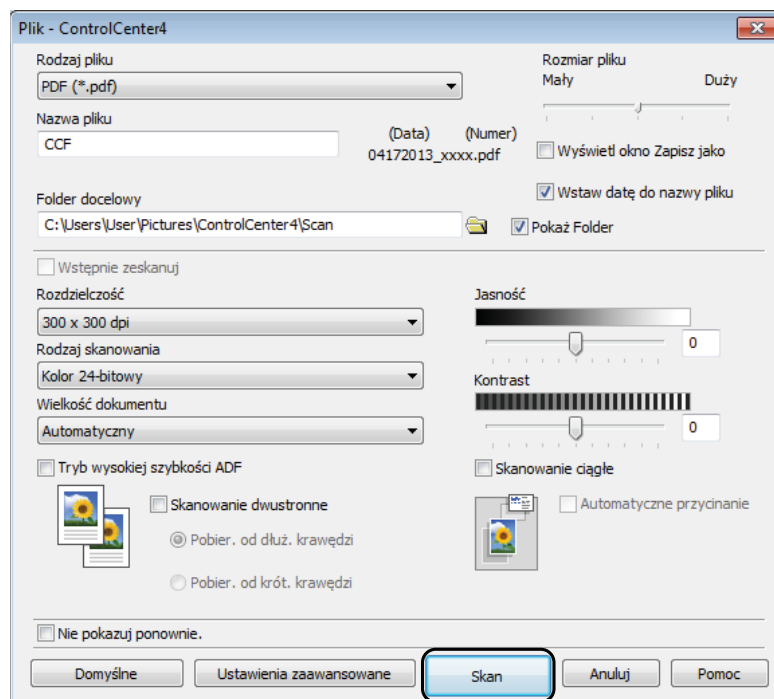 Plik - ControlCenter4
Rodzaj pliku
PDF (*.pdf)
Rozmiar pliku
Mały Duży
Nazwa pliku
CCF
(Data) (Numer)
04172013_xxxx.pdf
Wyświetl okno Zapisz jako
Wstaw datę do nazwy pliku
Folder docelowy
C:\Users\User\Pictures\ControlCenter4\Scan
Pokaż Folder
Wstępnie zeskanuj
Rozdzielczość
300 x 300 dpi
Rodzaj skanowania
Kolor 24-bitowy
Wielkość dokumentu
Automatyczny
Jasność
0
Kontrast
0
Tryb wysokiej szybkości ADF
Skanowanie dwustronne
Pobier. od dłuż. krawędzi
Pobier. od krót. krawędzi
Skanowanie ciągłe
Automatyczne przycinanie
Nie pokazuj ponownie.
Domyślne Ustawienia zaawansowane Skan Anuluj Pomoc